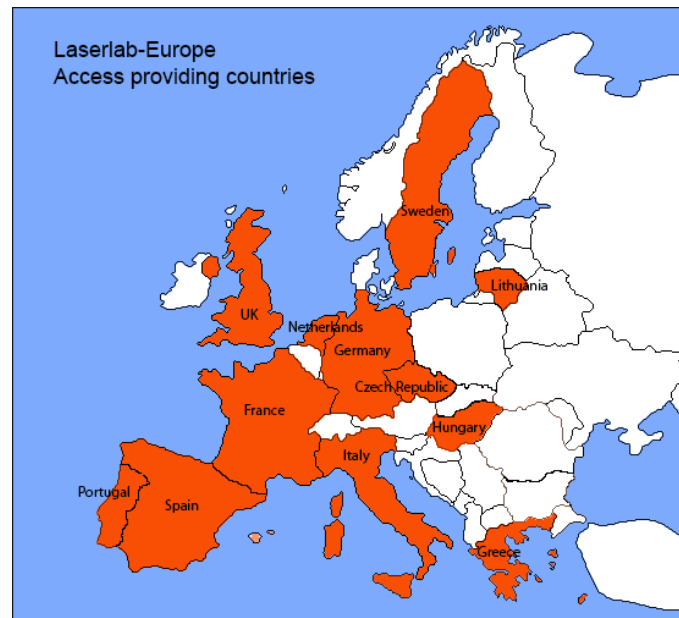 Laserlab-Europe
Access providing countries
Sweden
Lithuania
UK
Netherlands
Germany
Czech Republic
France
Hungary
Italy
Portugal
Spain
Greece